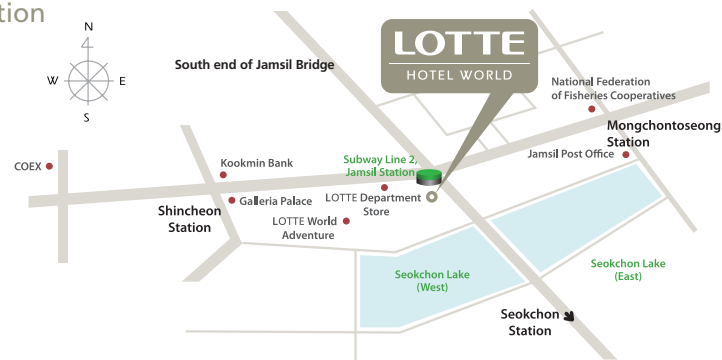 tion
N
W E
S
South end of Jamsil Bridge
LOTTE
HOTEL WORLD
National Federation
of Fisheries Cooperatives
Mongchontoseong
Station
Jamsil Post Office
COEX
Kookmin Bank
Subway Line 2,
Jamsil Station
Galleria Palace
LOTTE Department
Store
Shincheon
Station
LOTTE World
Adventure
Seokchon Lake
(West)
Seokchon Lake
(East)
Seokchon
Station